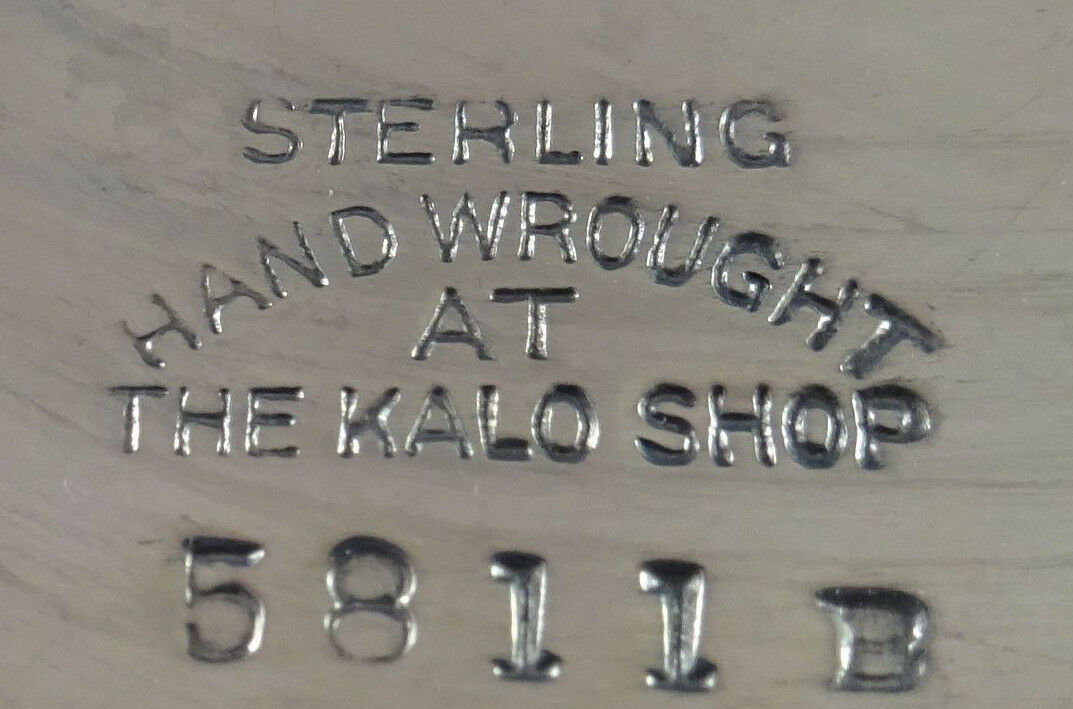 STERLING
HAND WROUGHT
AT
THE KALO SHOP
5811B